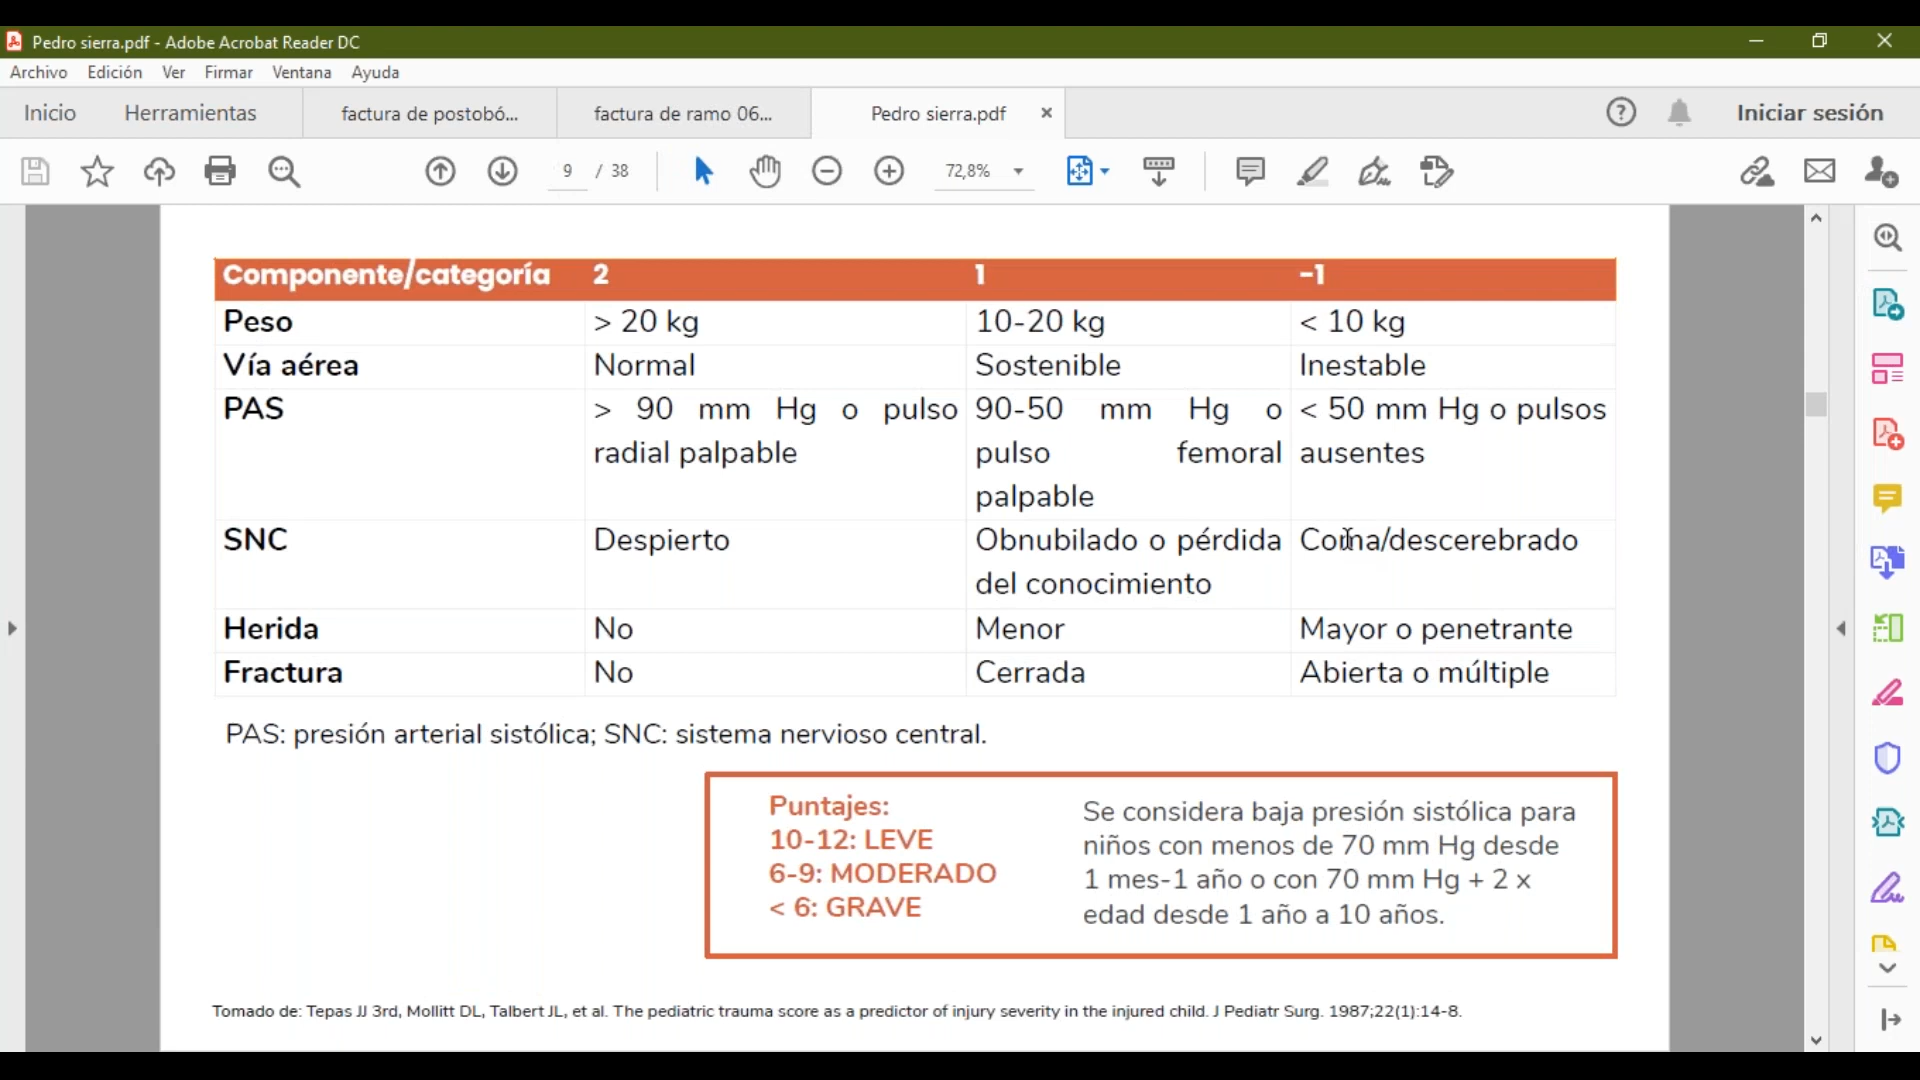 Pedro sierra.pdf - Adobe Acrobat Reader DC
Archivo Edición Ver Firmar Ventana Ayuda
Inicio Herramientas factura de postobó... factura de ramo 06... Pedro sierra.pdf Iniciar sesión
9 / 38 72,8%
Componente/categoría 2 1 -1
Peso > 20 kg 10-20 kg < 10 kg
Vía aérea Normal Sostenible Inestable
PAS > 90 mm Hg o pulso 90-50 mm Hg o < 50 mm Hg o pulsos
radial palpable pulso femoral ausentes
palpable
SNC Despierto Obnubilado o pérdida Coma/descerebrado
del conocimiento
Herida No Menor Mayor o penetrante
Fractura No Cerrada Abierta o múltiple
PAS: presión arterial sistólica; SNC: sistema nervioso central.
Puntajes:
10-12: LEVE
6-9: MODERADO
< 6: GRAVE
Se considera baja presión sistólica para
niños con menos de 70 mm Hg desde
1 mes-1 año o con 70 mm Hg + 2 x
edad desde 1 año a 10 años.
Tomado de: Tepas JJ 3rd, Mollitt DL, Talbert JL, et al. The pediatric trauma score as a predictor of injury severity in the injured child. J Pediatr Surg. 1987;22(1):14-8.